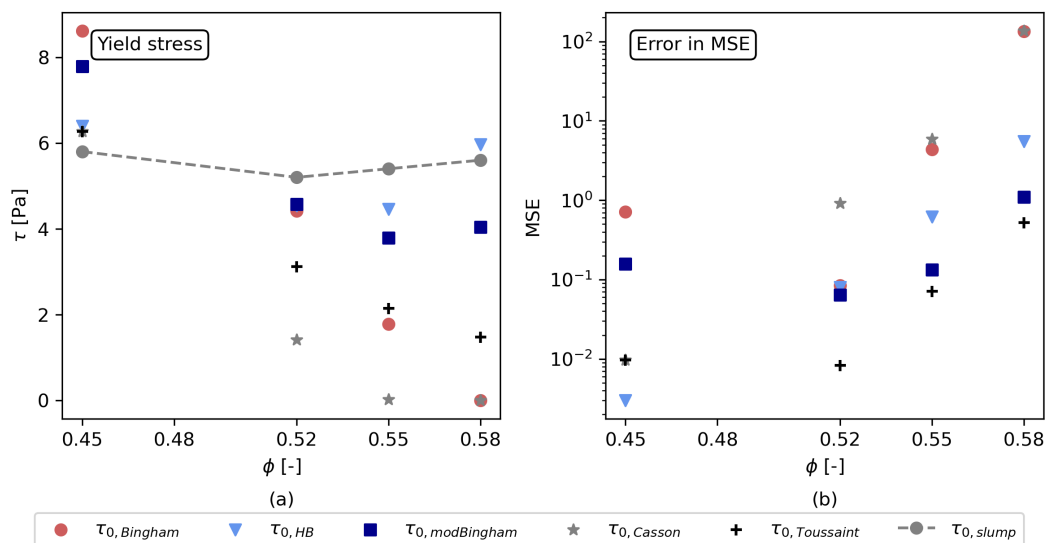 Yield stress
Error in MSE
8
6
4
2
0
τ [Pa]
0.45 0.48 0.52 0.55 0.58
ϕ [-]
(a)
10² 
10¹
10⁰
10⁻¹
10⁻²
MSE
0.45 0.48 0.52 0.55 0.58
ϕ [-]
(b)
τ0, Bingham τ0, HB τ0, modBingham τ0, Casson τ0, Toussaint τ0, slump